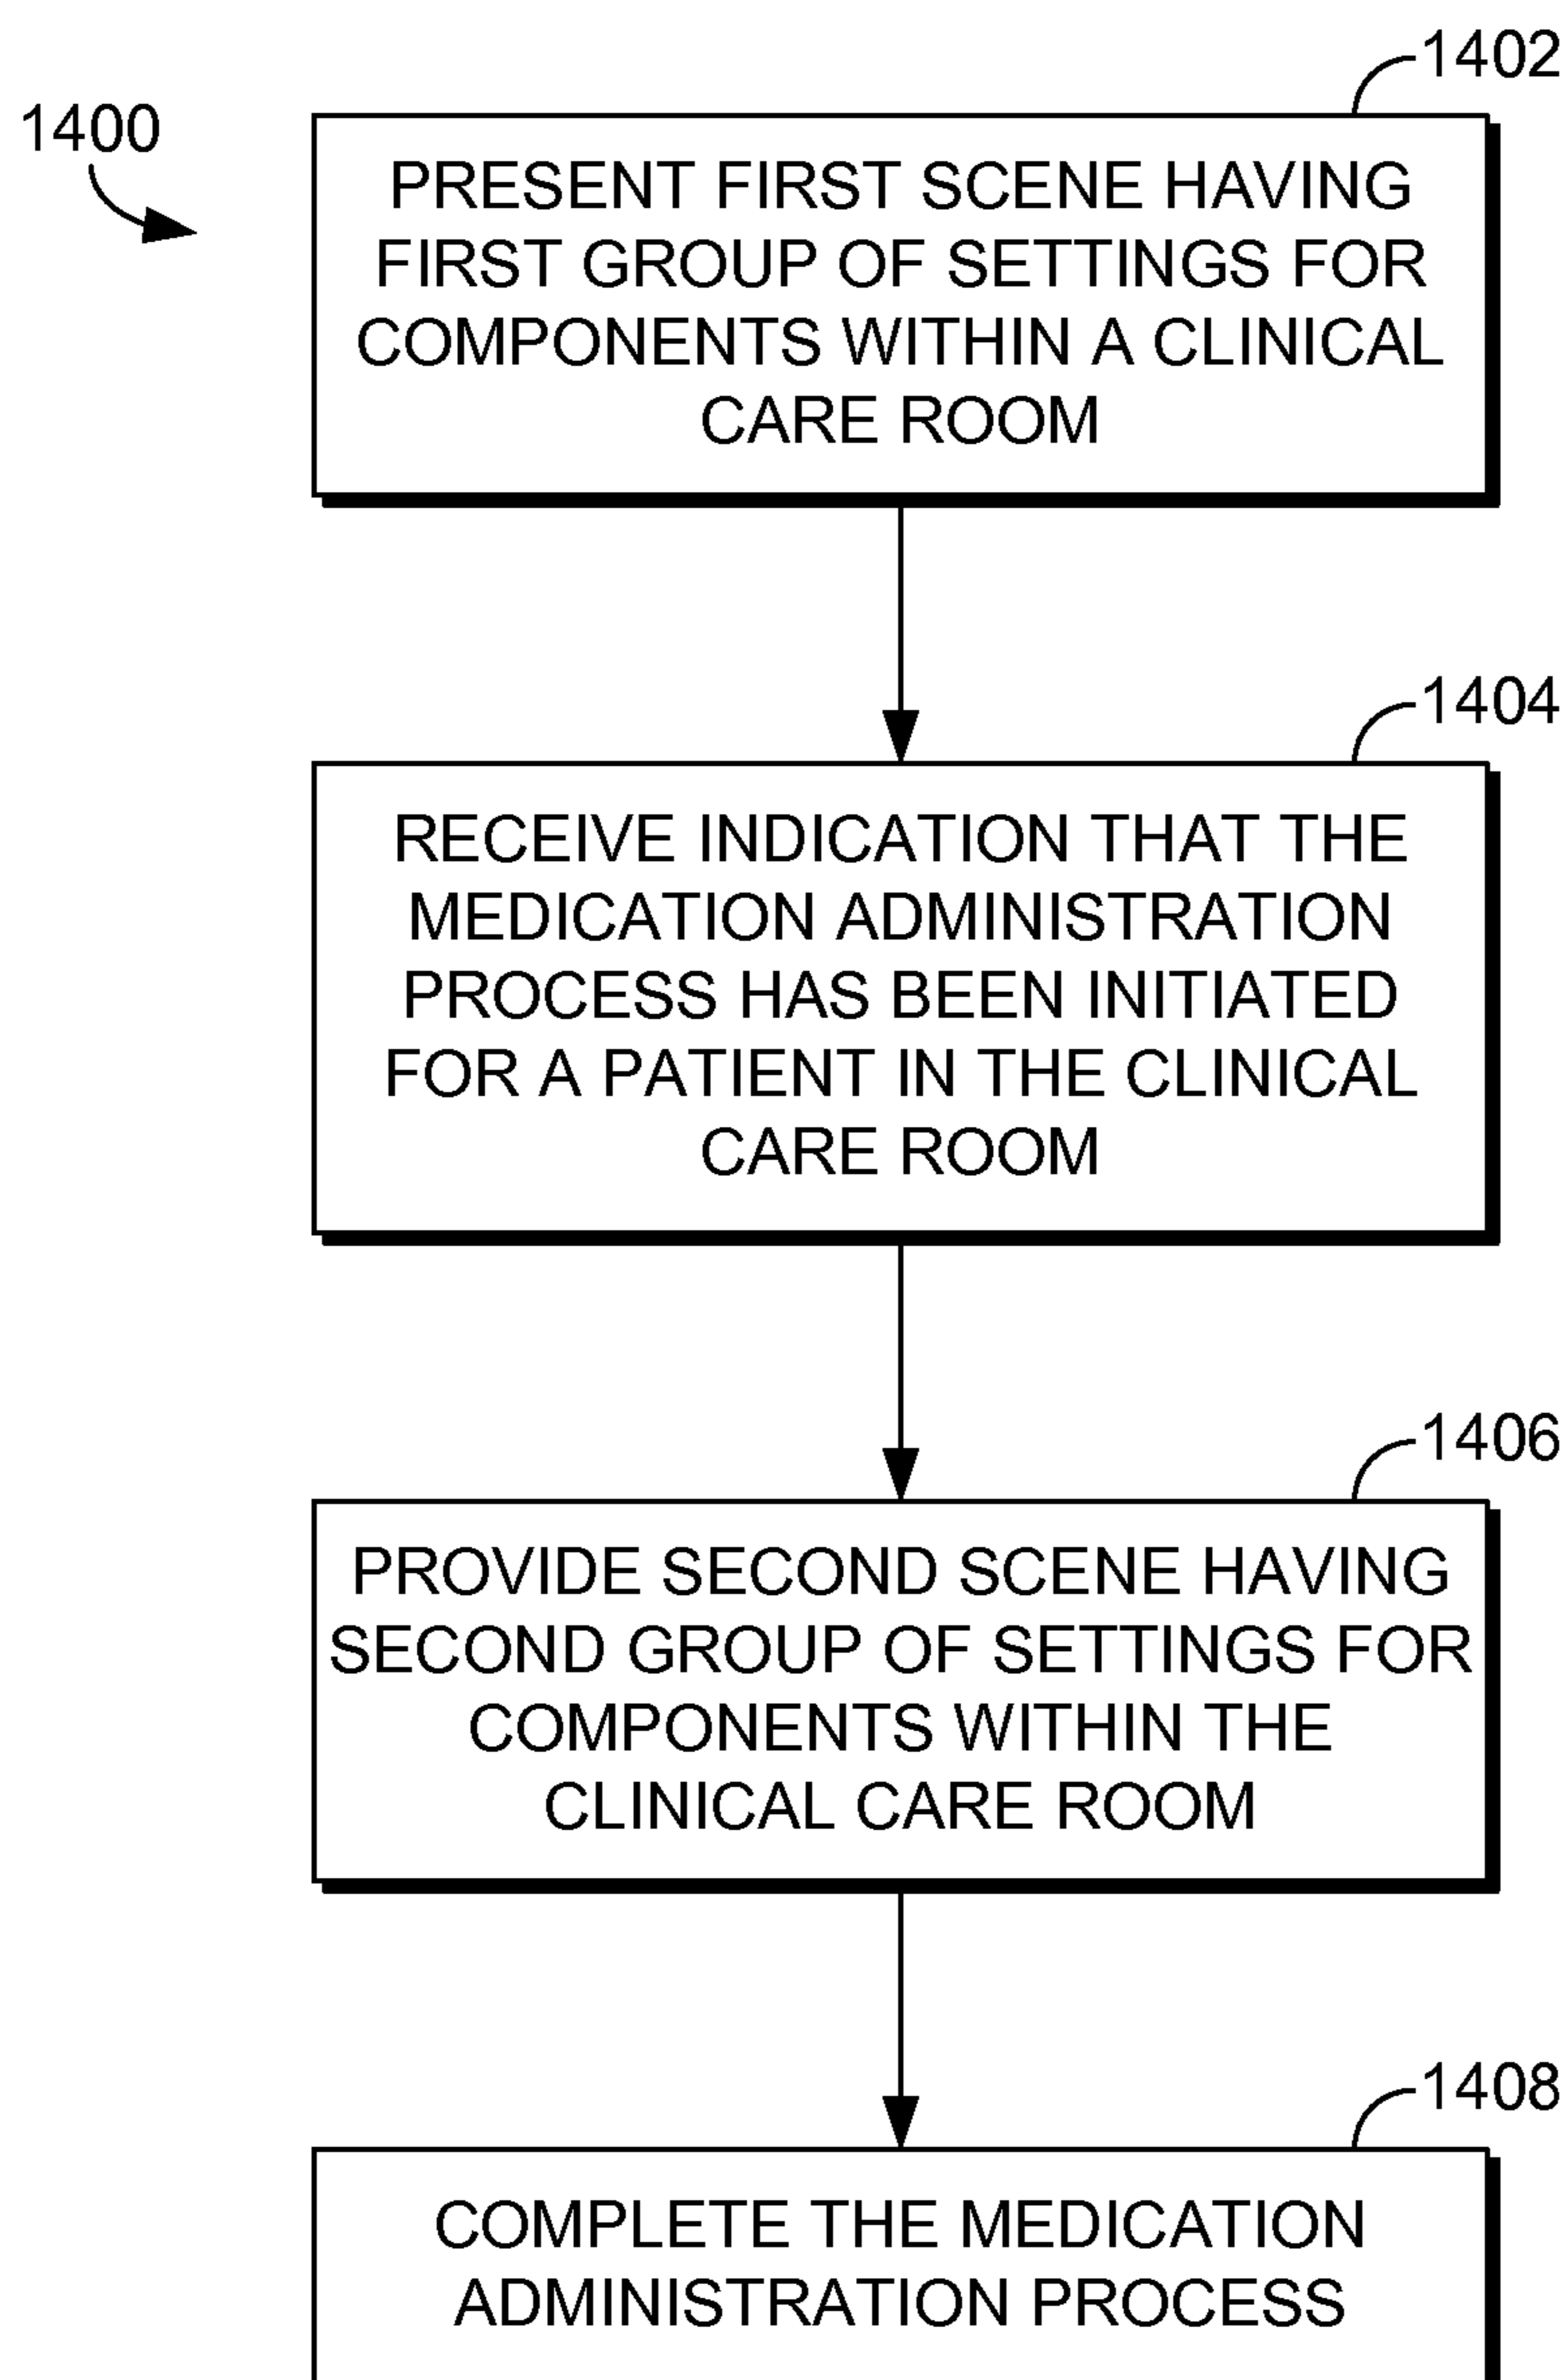 1400
1402
PRESENT FIRST SCENE HAVING
FIRST GROUP OF SETTINGS FOR
COMPONENTS WITHIN A CLINICAL
CARE ROOM
1404
RECEIVE INDICATION THAT THE
MEDICATION ADMINISTRATION
PROCESS HAS BEEN INITIATED
FOR A PATIENT IN THE CLINICAL
CARE ROOM
1406
PROVIDE SECOND SCENE HAVING
SECOND GROUP OF SETTINGS FOR
COMPONENTS WITHIN THE
CLINICAL CARE ROOM
1408
COMPLETE THE MEDICATION
ADMINISTRATION PROCESS